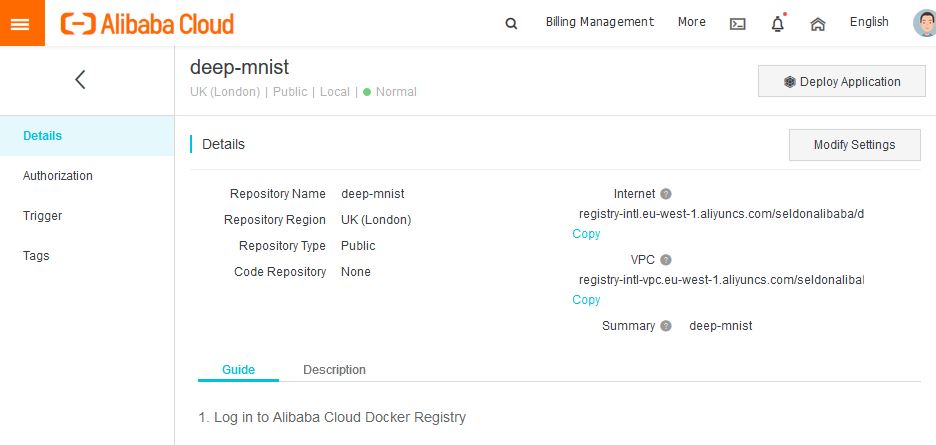 Alibaba Cloud
Billing Management
More
English
deep-mnist
UK (London) | Public | Local | Normal
Deploy Application
Details
Authorization
Trigger
Tags
Details
Modify Settings
Repository Name deep-mnist
Repository Region UK (London)
Repository Type Public
Code Repository None
Internet
registry-intl.eu-west-1.aliyuncs.com/seldonalibaba/d
Copy
VPC
registry-intl-vpc.eu-west-1.aliyuncs.com/seldonalibal
Copy
Summary deep-mnist
Guide
Description
1. Log in to Alibaba Cloud Docker Registry